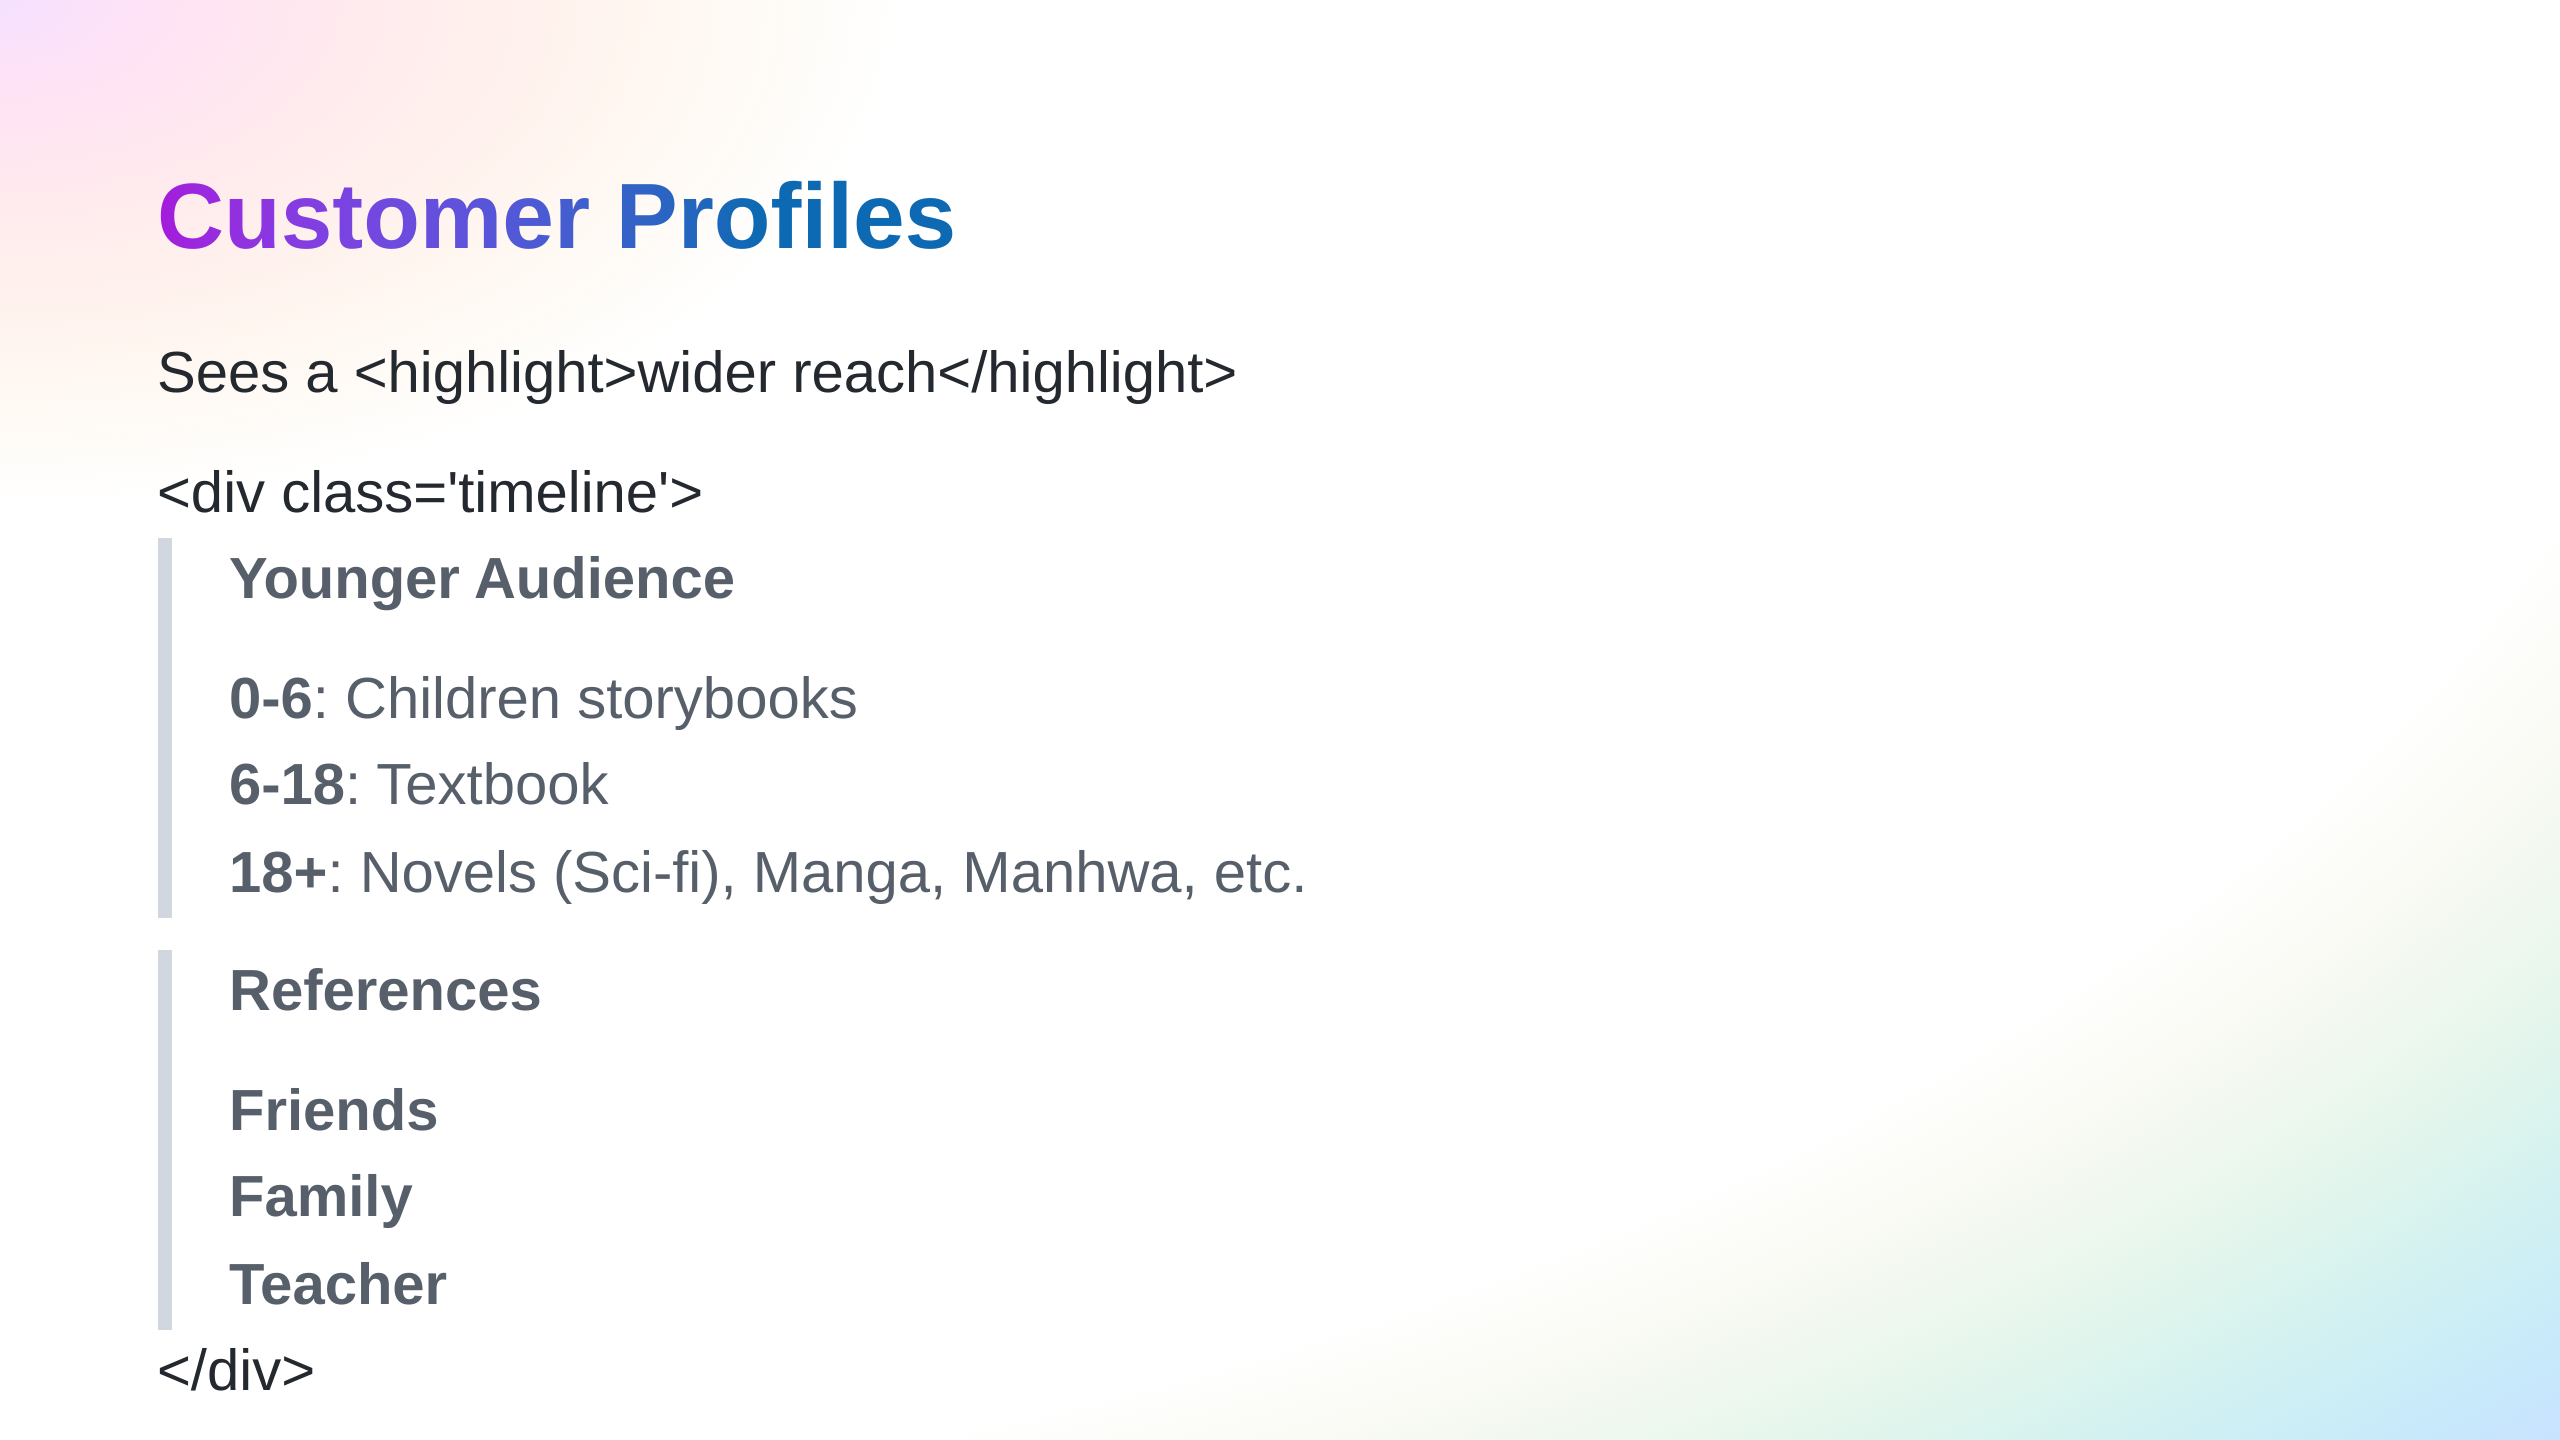 Customer Profiles
Sees a <highlight>wider reach</highlight>
<div class='timeline'>
Younger Audience
0-6: Children storybooks
6-18: Textbook
18+: Novels (Sci-fi), Manga, Manhwa, etc.
References
Friends
Family
Teacher
</div>